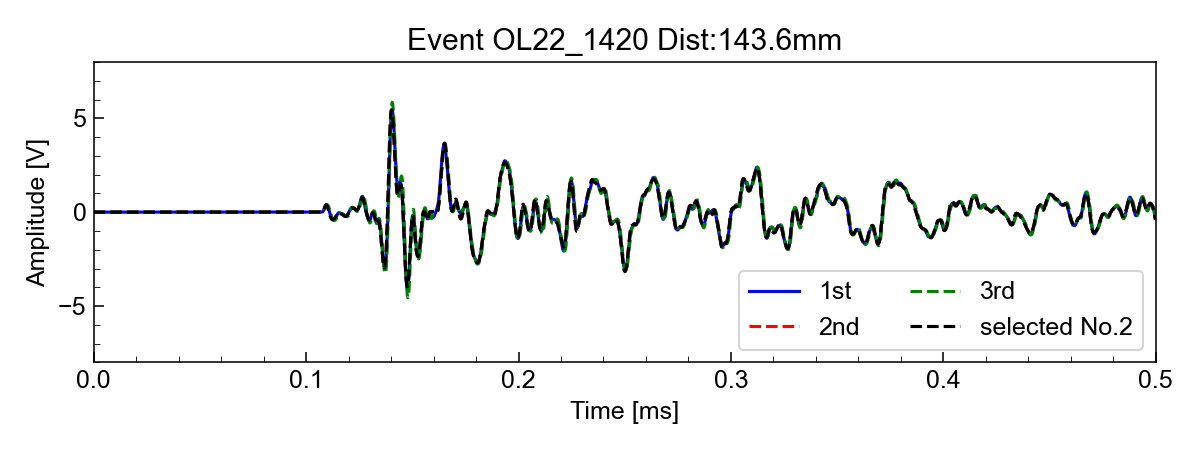 Event OL22_1420 Dist:143.6mm
Amplitude [V]
5
0
−5
1st
2nd
3rd
selected No.2
0.0 0.1 0.2 0.3 0.4 0.5
Time [ms]